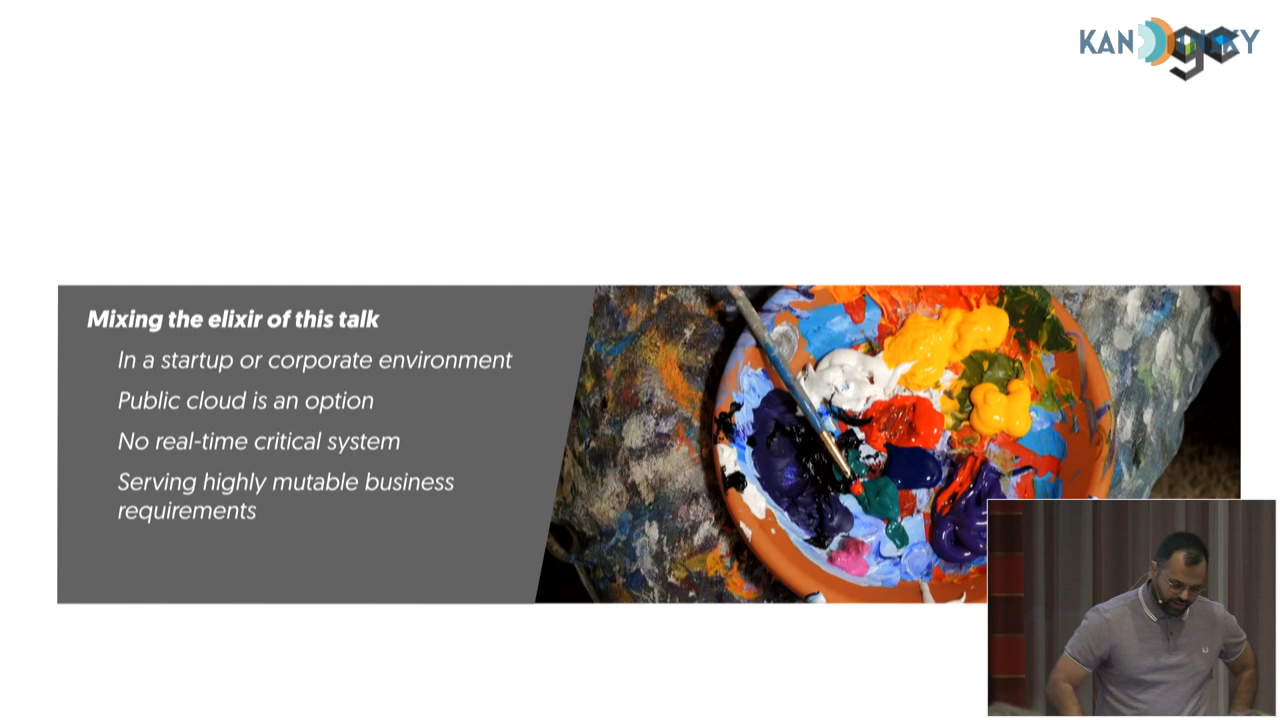 Mixing the elixir of this talk
In a startup or corporate environment
Public cloud is an option
No real-time critical system
Serving highly mutable business
requirements